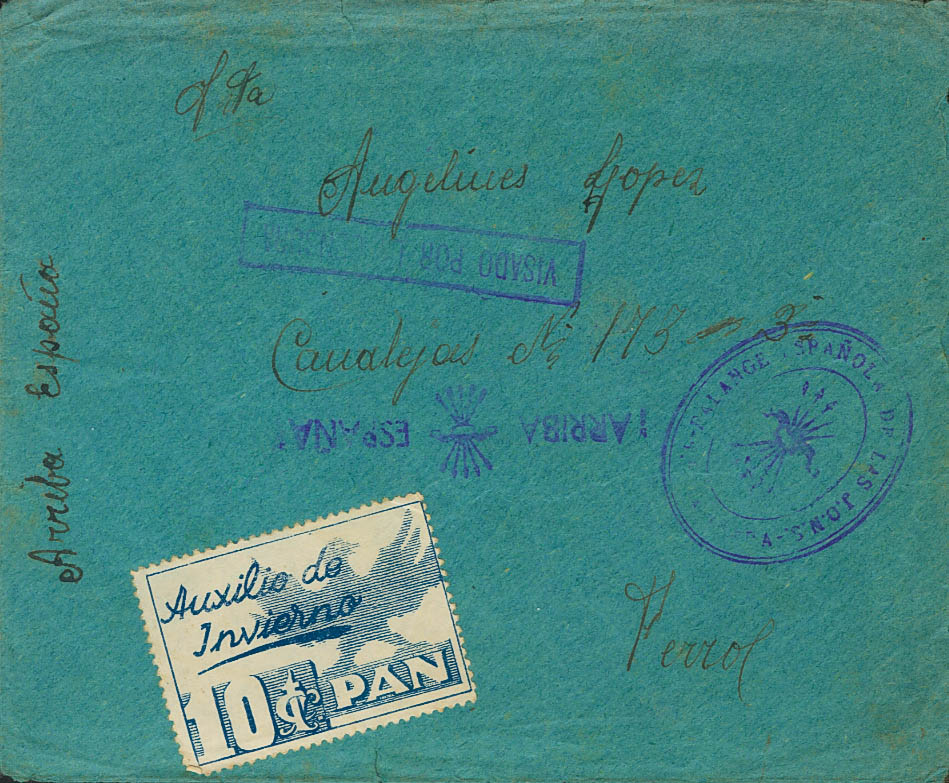 Sta
Angelines Lopez
VISADO POR
Canalejas Nº 173 - 3º
¡ARRIBA ESPAÑA!
FALANGE ESPAÑOLA DE LAS J.O.N.S.
Arriba España
Auxilio de
Invierno
10 cts. PAN
Ferrol